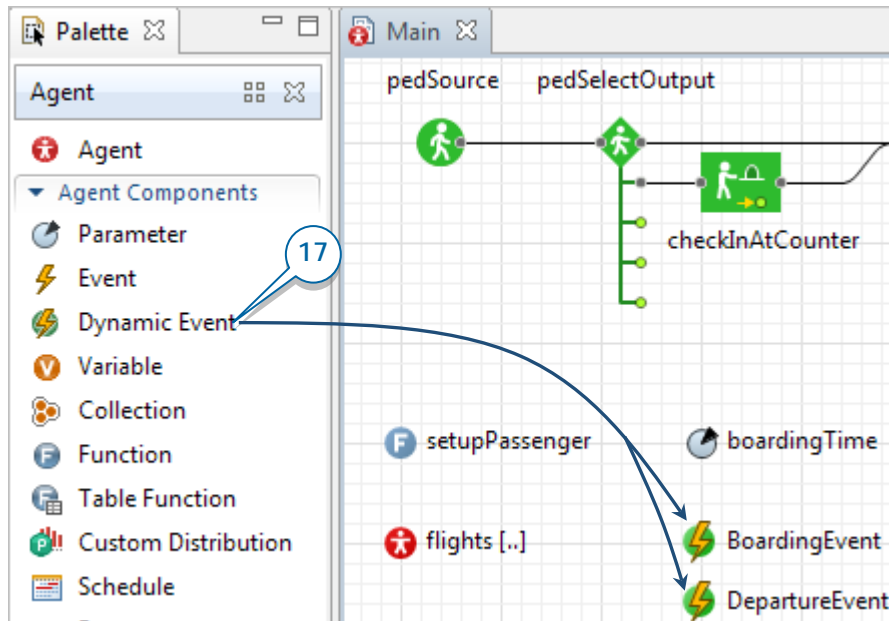 Palette
Main
Agent
Agent
Agent Components
Parameter
Event
Dynamic Event
Variable
Collection
Function
Table Function
Custom Distribution
Schedule
17
pedSource
pedSelectOutput
checkInAtCounter
F setupPassenger
boardingTime
flights [..]
BoardingEvent
DepartureEvent